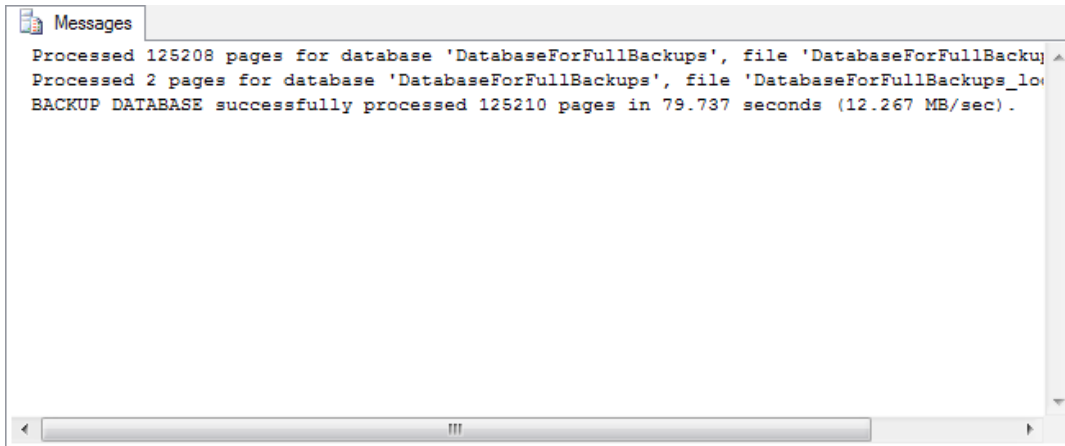 Messages
Processed 125208 pages for database 'DatabaseForFullBackups', file 'DatabaseForFullBackup
Processed 2 pages for database 'DatabaseForFullBackups', file 'DatabaseForFullBackups_lo
BACKUP DATABASE successfully processed 125210 pages in 79.737 seconds (12.267 MB/sec).